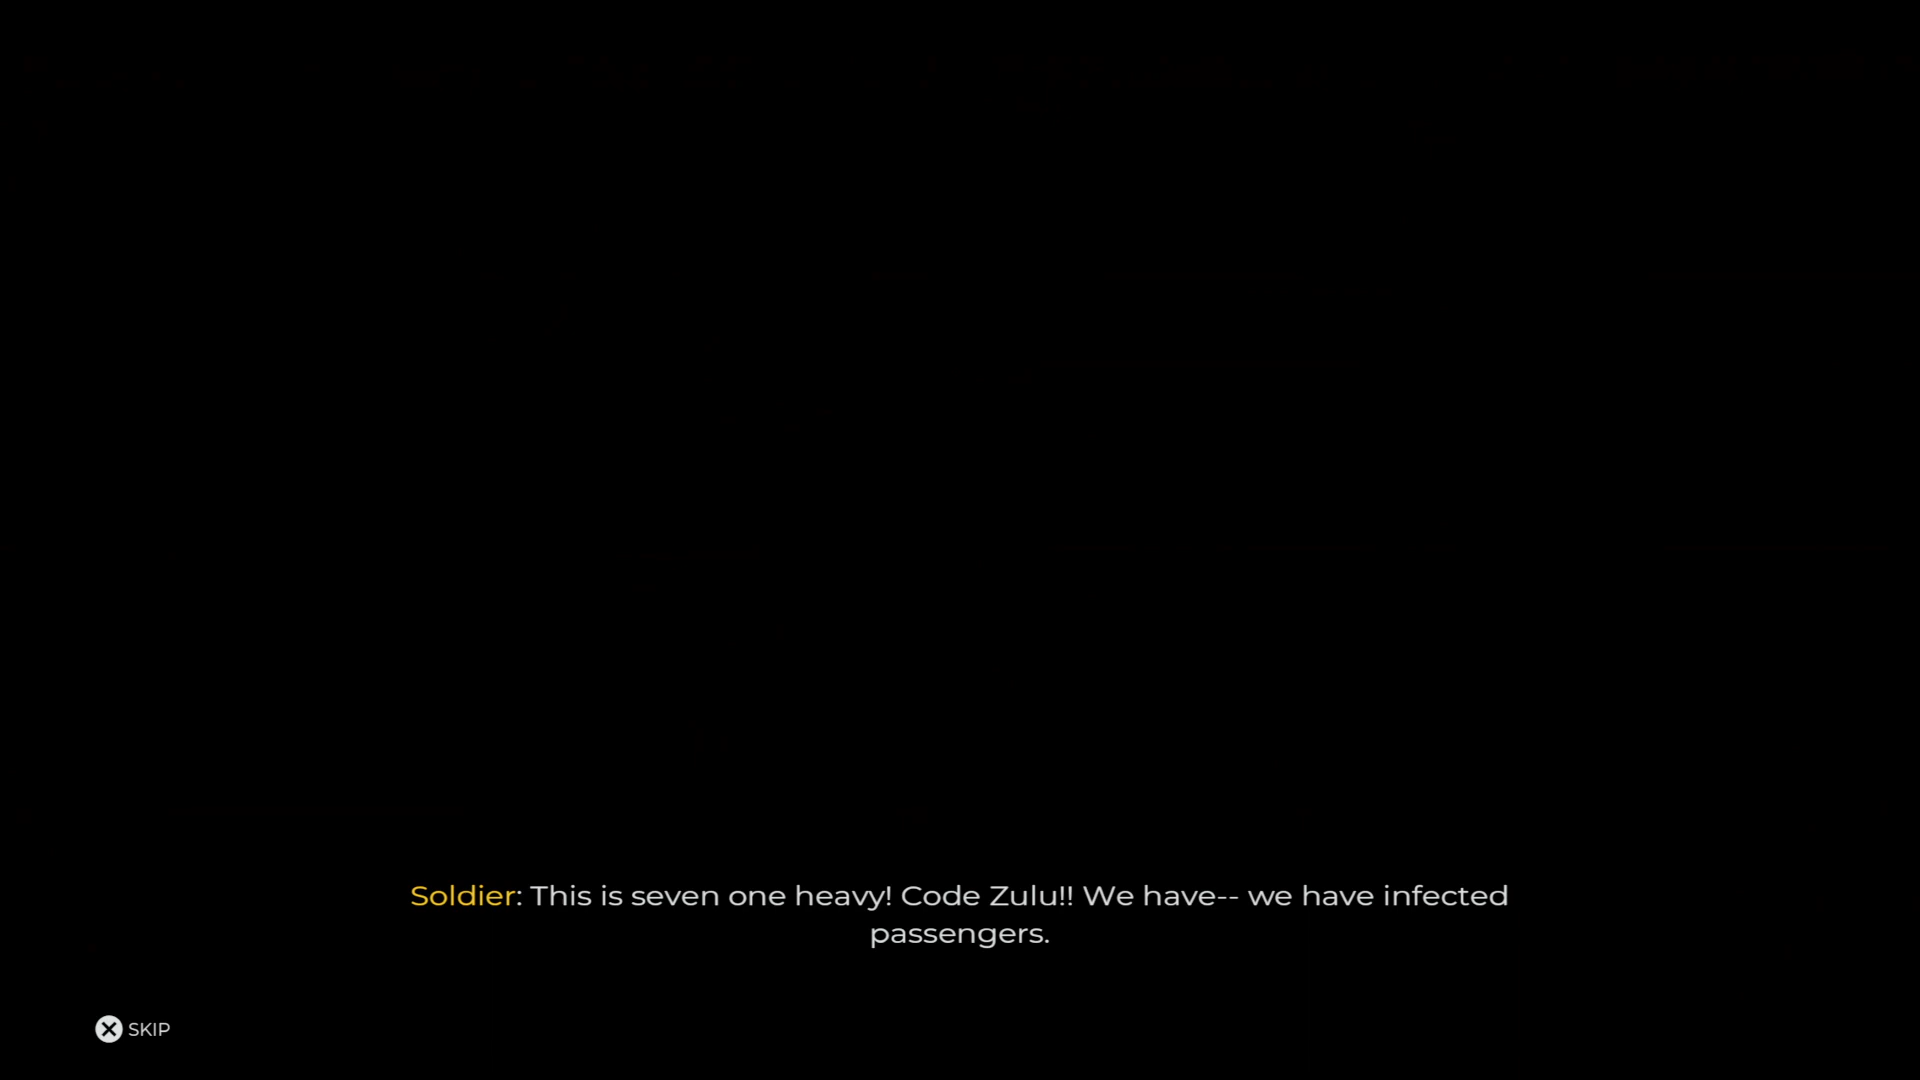 Soldier: This is seven one heavy! Code Zulu!! We have-- we have infected
passengers.
SKIP